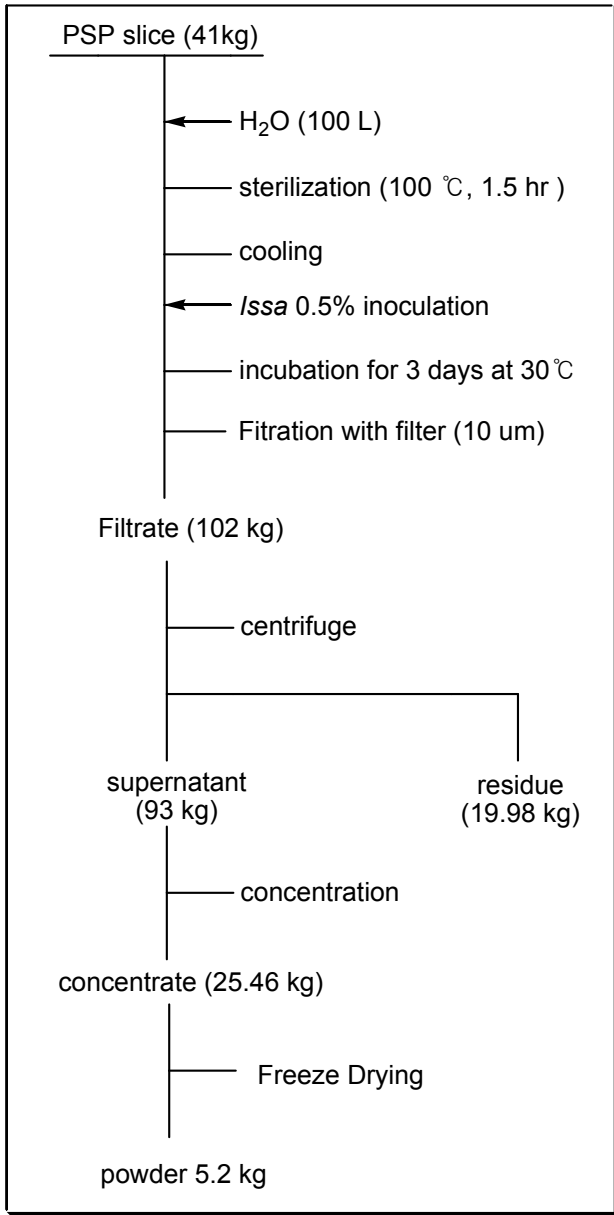 PSP slice (41kg)
H₂O (100 L)
sterilization (100 ℃, 1.5 hr )
cooling
Issa 0.5% inoculation
incubation for 3 days at 30℃
Fitration with filter (10 um)
Filtrate (102 kg)
centrifuge
supernatant
(93 kg)
residue
(19.98 kg)
concentration
concentrate (25.46 kg)
Freeze Drying
powder 5.2 kg